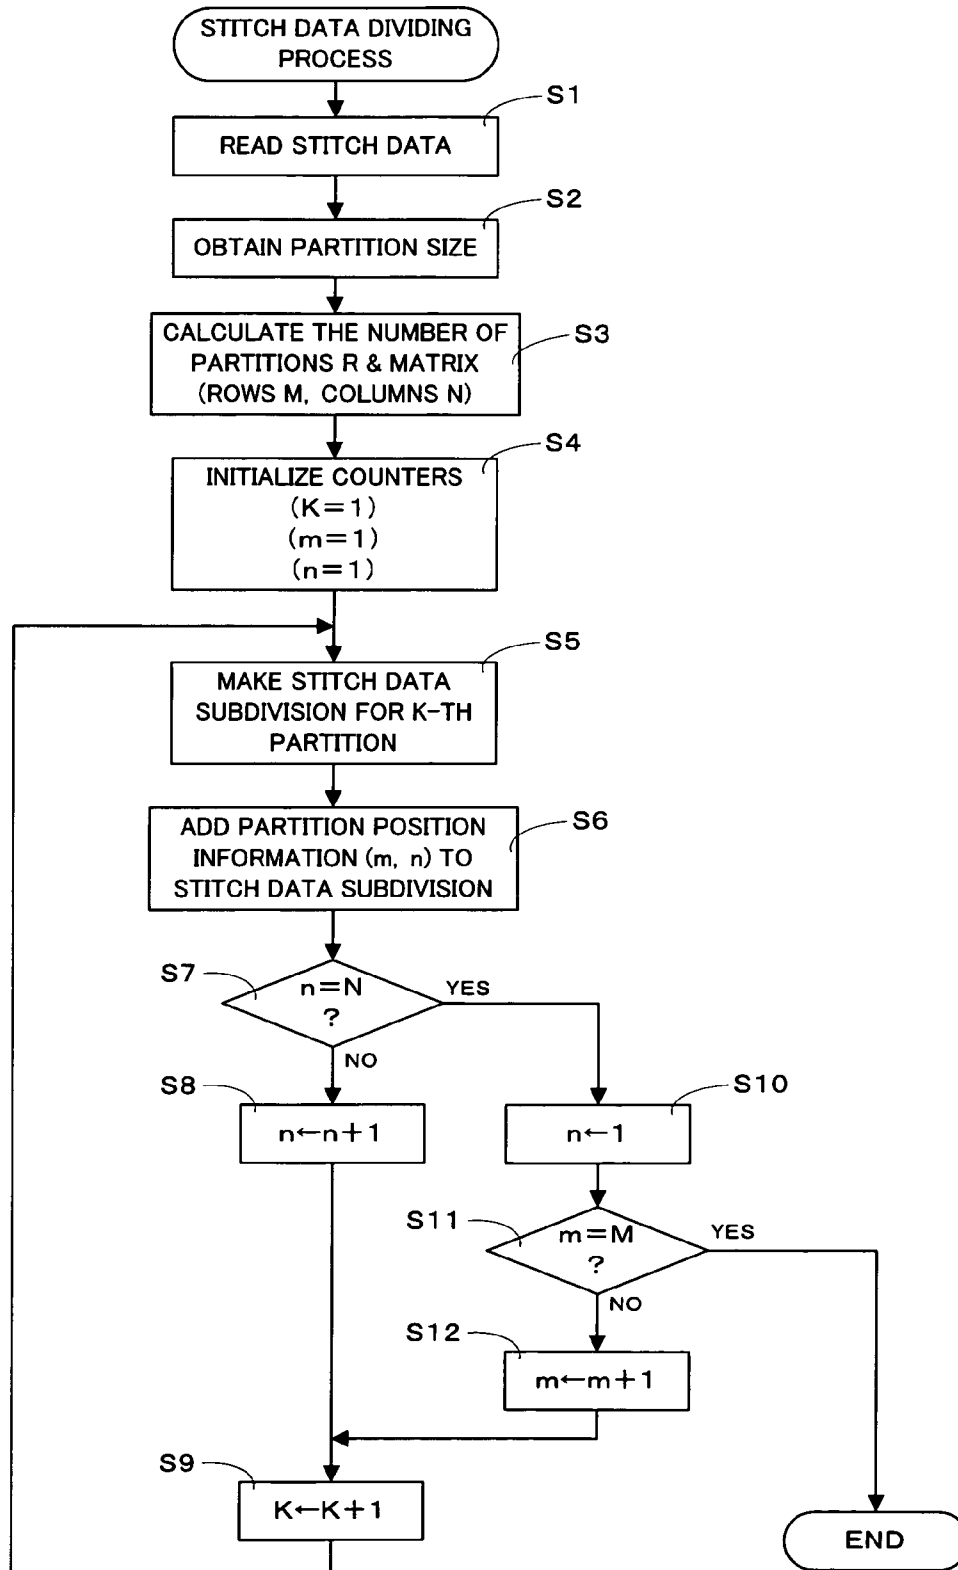 STITCH DATA DIVIDING
PROCESS
S1
READ STITCH DATA
S2
OBTAIN PARTITION SIZE
S3
CALCULATE THE NUMBER OF
PARTITIONS R & MATRIX
(ROWS M, COLUMNS N)
S4
INITIALIZE COUNTERS
(K=1)
(m=1)
(n=1)
S5
MAKE STITCH DATA
SUBDIVISION FOR K-TH
PARTITION
S6
ADD PARTITION POSITION
INFORMATION (m, n) TO
STITCH DATA SUBDIVISION
S7
n=N
?
YES
NO
S8
n←n+1
S10
n←1
S11
m=M
?
YES
NO
S12
m←m+1
S9
K←K+1
END